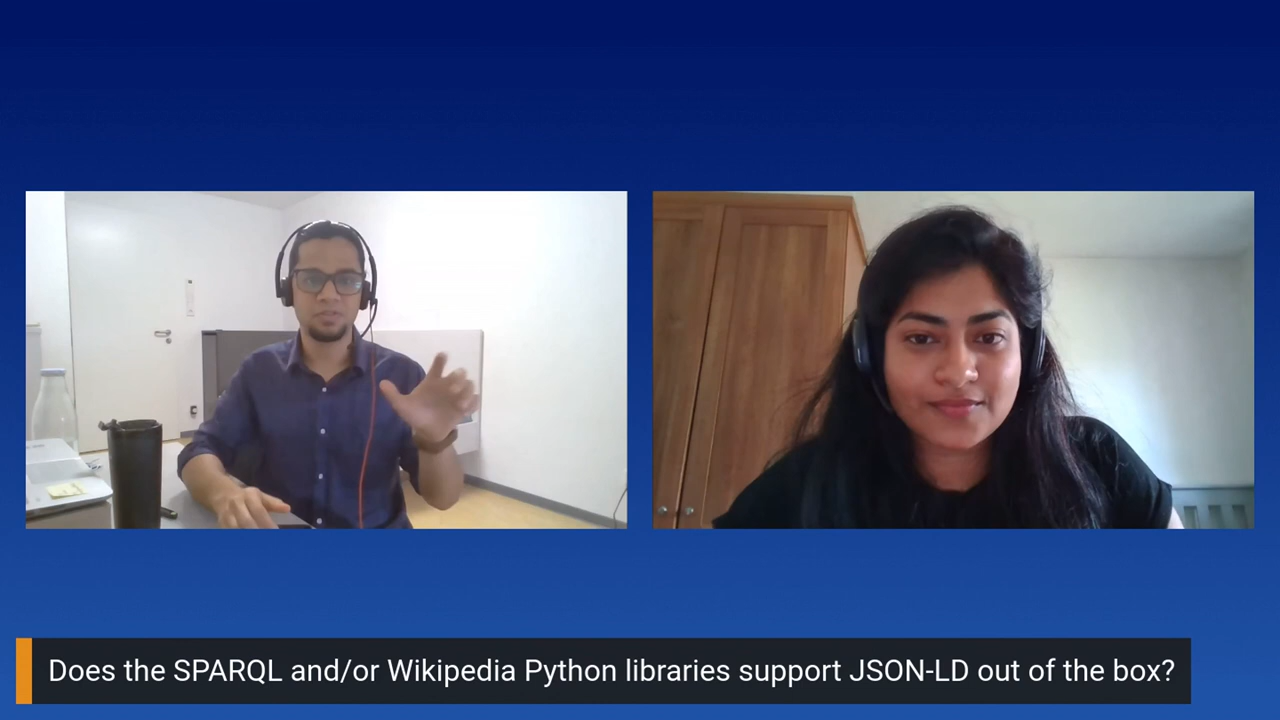 Does the SPARQL and/or Wikipedia Python libraries support JSON-LD out of the box?